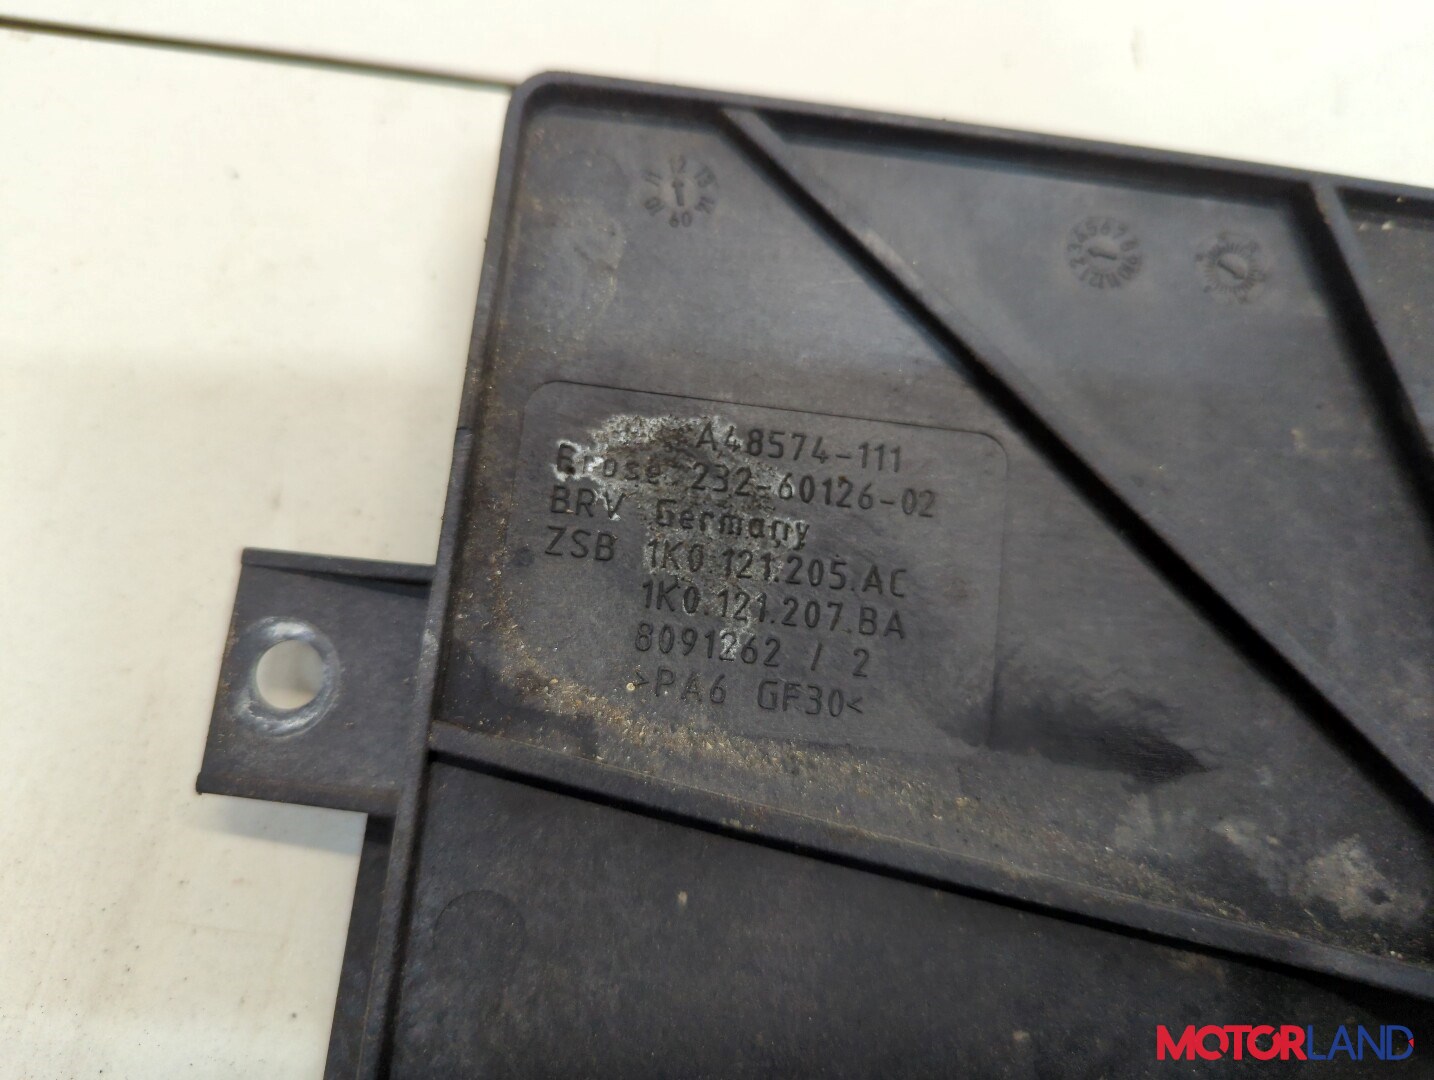 A48574-111
Brose 232-60126-02
BRV Germany
ZSB 1K0.121.205.AC
1K0.121.207.BA
8091262 / 2
>PA6 GF30<
MOTORLAND